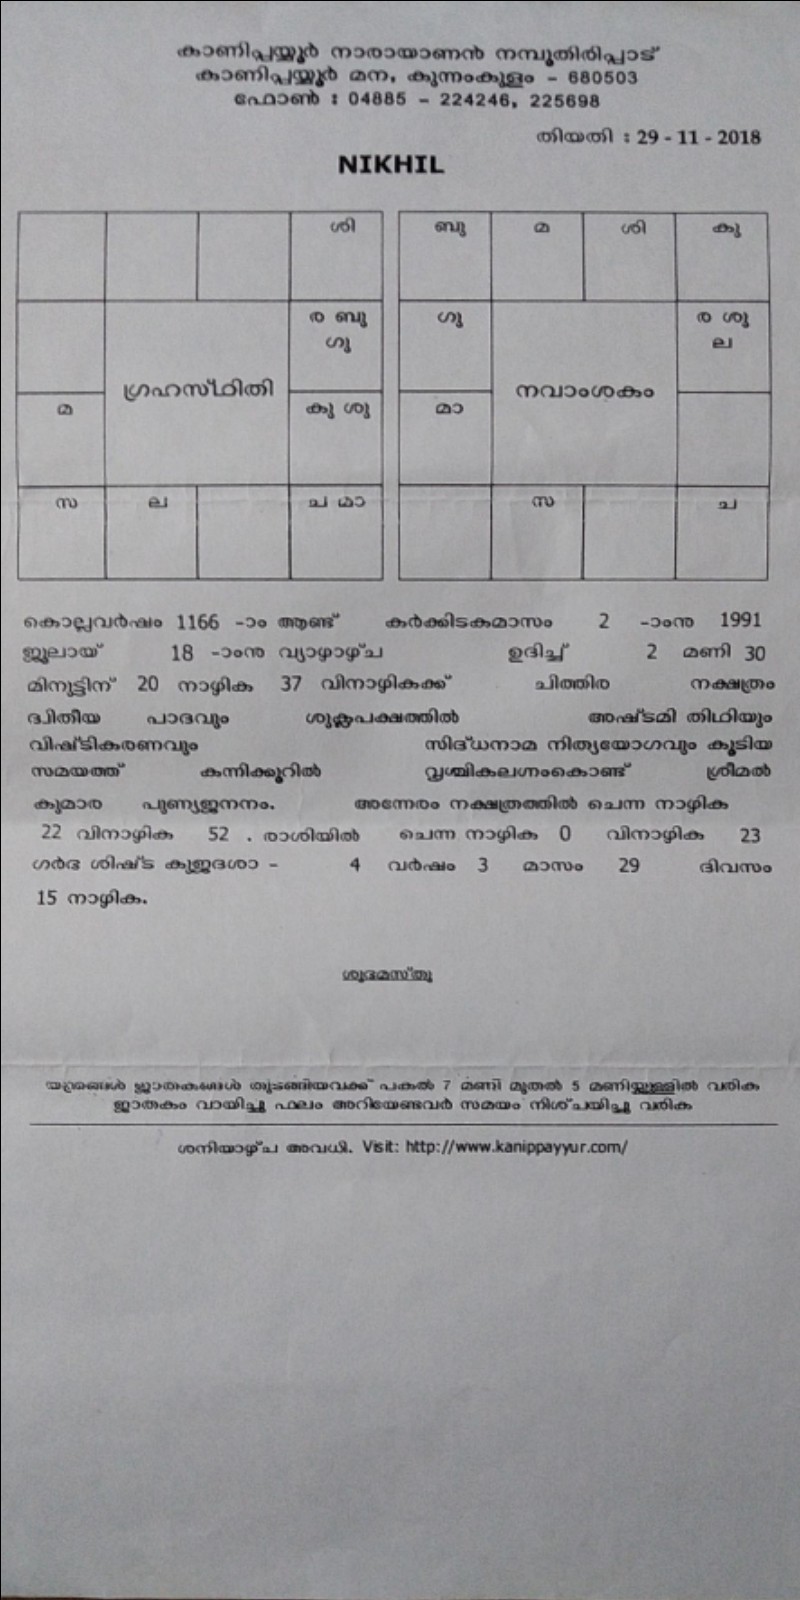 കാണിപ്പയ്യൂർ നാരായാണൻ നമ്പൂതിരിപ്പാട്
കാണിപ്പയ്യൂർ മന, കുന്നംകുളം - 680503
ഫോൺ : 04885 - 224246, 225698
തിയതി : 29 - 11 - 2018
NIKHIL
ശി
ര ബു
ഗു
ഗ്രഹസ്ഥിതി
മ
കു ശു
സ ല ച മാ
ബു മ ശി കു
ഗു ര ശു
ല
നവാംശകം
മാ
സ ച
കൊല്ലവർഷം 1166 -ാം ആണ്ട് കർക്കിടകമാസം 2 -ാംനു 1991
ജൂലായ് 18 -ാംനു വ്യാഴാഴ്ച ഉദിച്ച് 2 മണി 30
മിനുട്ടിന് 20 നാഴിക 37 വിനാഴികക്ക് ചിത്തിര നക്ഷത്രം
ദ്വിതീയ പാദവും ശുക്ലപക്ഷത്തിൽ അഷ്ടമി തിഥിയും
വിഷ്ടികരണവും സിദ്ധനാമ നിത്യയോഗവും കൂടിയ
സമയത്ത് കന്നിക്കൂറിൽ വൃശ്ചികലഗ്നംകൊണ്ട് ശ്രീമൽ
കുമാര പുണ്യജനനം. അന്നേരം നക്ഷത്രത്തിൽ ചെന്ന നാഴിക
22 വിനാഴിക 52 . രാശിയിൽ ചെന്ന നാഴിക 0 വിനാഴിക 23
ഗർഭ ശിഷ്ട കുജദശാ - 4 വർഷം 3 മാസം 29 ദിവസം
15 നാഴിക.
ശുഭമസ്തു
യന്ത്രങ്ങൾ ജാതകങ്ങൾ തുടങ്ങിയവക്ക് പകൽ 7 മണി മുതൽ 5 മണിയ്ക്കുള്ളിൽ വരിക
ജാതകം വായിച്ചു ഫലം അറിയേണ്ടവർ സമയം നിശ്ചയിച്ചു വരിക
ശനിയാഴ്ച അവധി. Visit: http://www.kanippayyur.com/